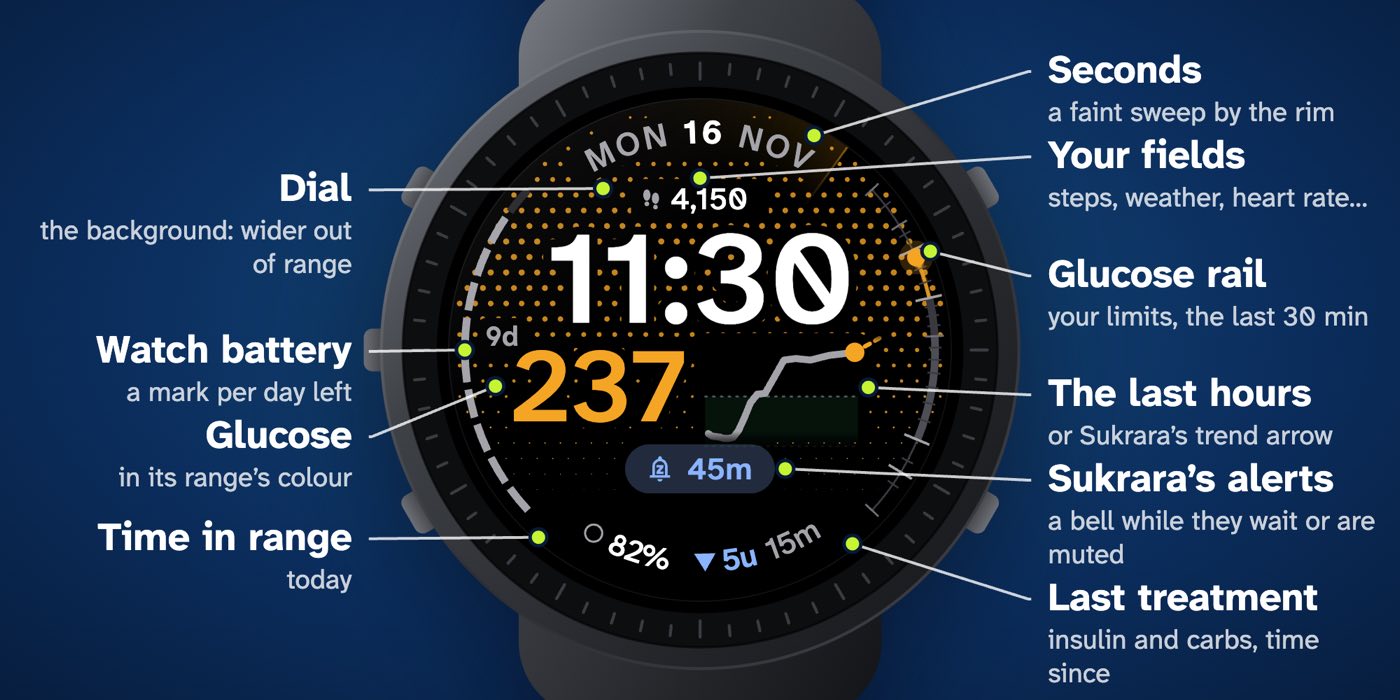 MON 16 NOV
4,150
11:30
9d
237
45m
82%
5u 15m
Dial
the background: wider out
of range
Watch battery
a mark per day left
Glucose
in its range's colour
Time in range
today
Seconds
a faint sweep by the rim
Your fields
steps, weather, heart rate...
Glucose rail
your limits, the last 30 min
The last hours
or Sukrara's trend arrow
Sukrara's alerts
a bell while they wait or are
muted
Last treatment
insulin and carbs, time
since